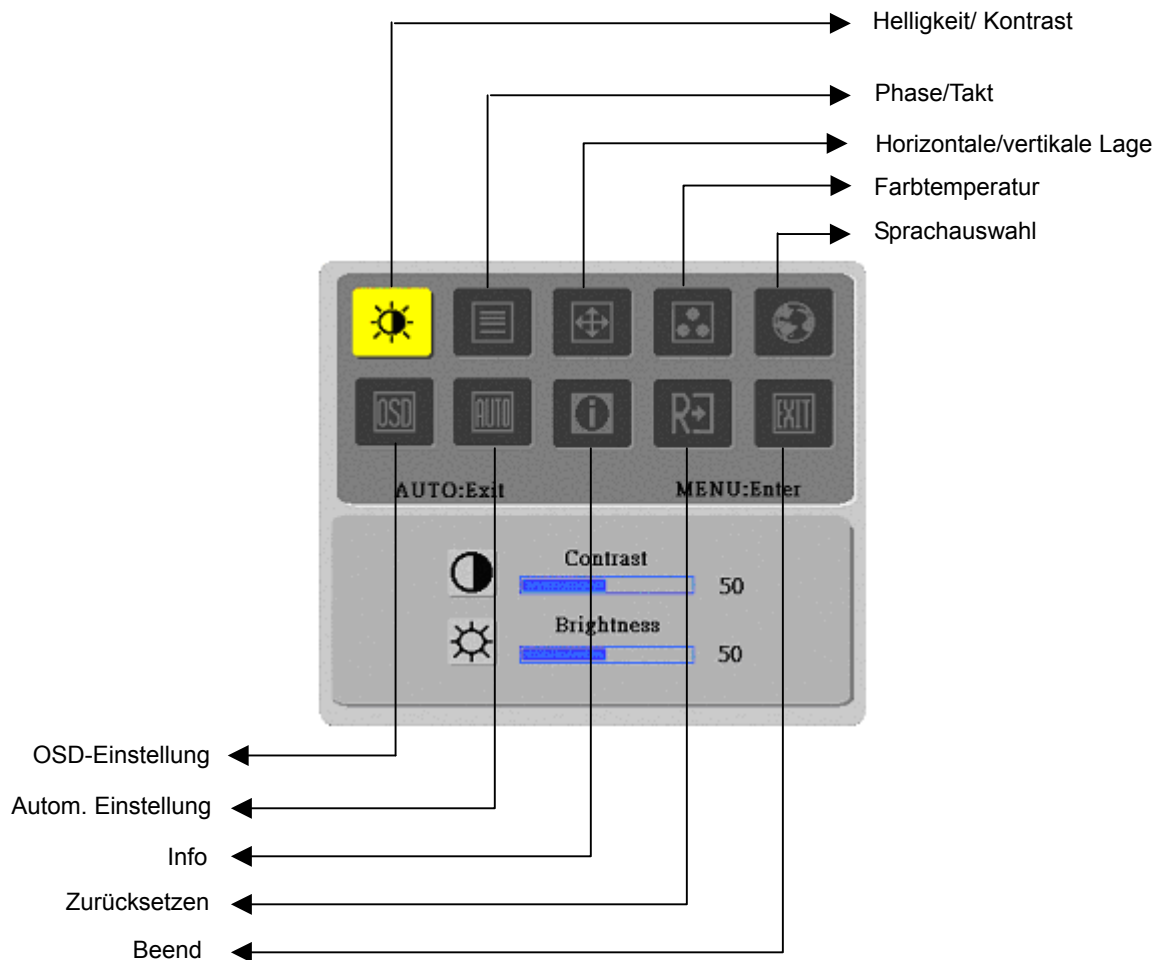 Helligkeit/ Kontrast
Phase/Takt
Horizontale/vertikale Lage
Farbtemperatur
Sprachauswahl
OSD
AUTO
i
R
EXIT
AUTO:Exit
MENU:Enter
Contrast
50
Brightness
50
OSD-Einstellung
Autom. Einstellung
Info
Zurücksetzen
Beend